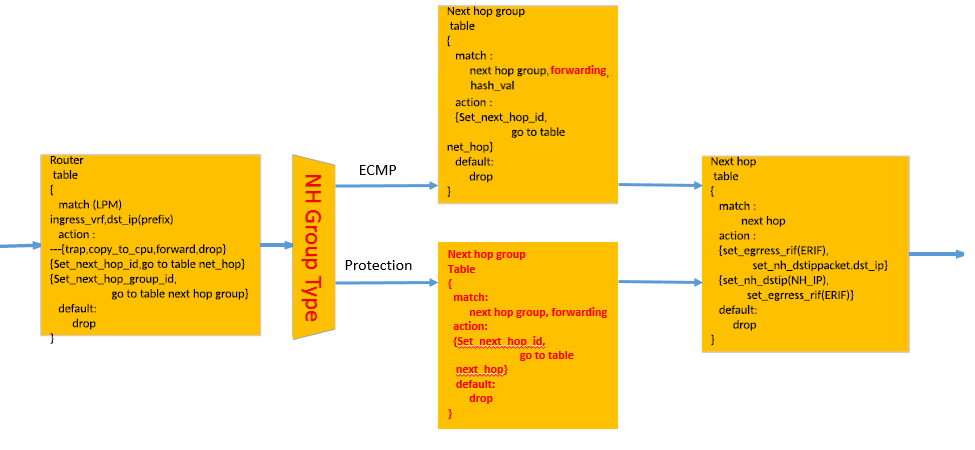 Router
table
{
match (LPM)
ingress_vrf,dst_ip(prefix)
action :
---{trap,copy_to_cpu,forward,drop}
{Set_next_hop_id,go to table net_hop}
{Set_next_hop_group_id,
go to table next hop group}
default:
drop
}
NH Group Type
ECMP
Protection
Next hop group
table
{
match :
next hop group,forwarding,
hash_val
action :
{Set_next_hop_id,
go to table
net_hop}
default:
drop
}
Next hop group
Table
{
match:
next hop group, forwarding
action:
{Set_next_hop_id,
go to table
next_hop}
default:
drop
}
Next hop
table
{
match :
next hop
action :
{set_egrress_rif(ERIF),
set_nh_dstippacket.dst_ip}
{set_nh_dstip(NH_IP),
set_egrress_rif(ERIF)}
default:
drop
}